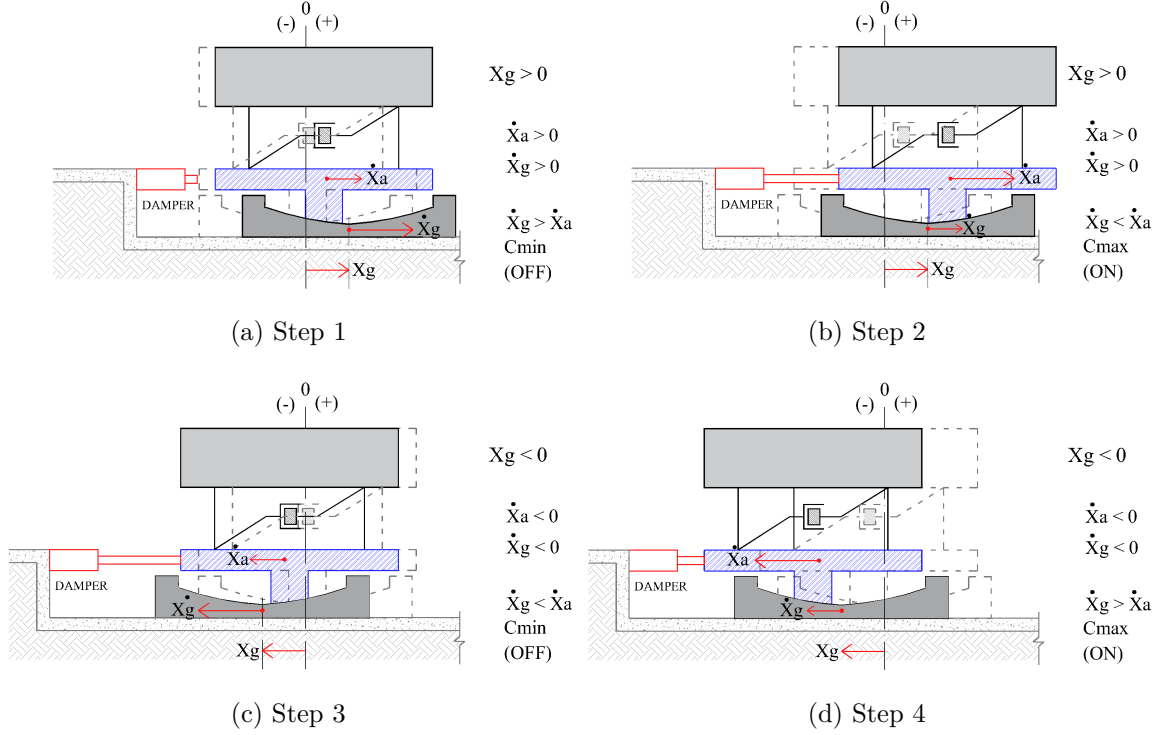 0
(-) (+)
Xg > 0
Ẋa > 0
Ẋg > 0
Ẋa
DAMPER
Ẋg
Ẋg > Ẋa
Cmin
(OFF)
Xg
(a) Step 1
0
(-) (+)
Xg > 0
Ẋa > 0
Ẋg > 0
Ẋa
DAMPER
Ẋg
Ẋg < Ẋa
Cmax
(ON)
Xg
(b) Step 2
0
(-) (+)
Xg < 0
Ẋa < 0
Ẋg < 0
Ẋa
DAMPER
Ẋg
Ẋg < Ẋa
Cmin
(OFF)
Xg
(c) Step 3
0
(-) (+)
Xg < 0
Ẋa < 0
Ẋg < 0
Ẋa
DAMPER
Ẋg
Ẋg > Ẋa
Cmax
(ON)
Xg
(d) Step 4